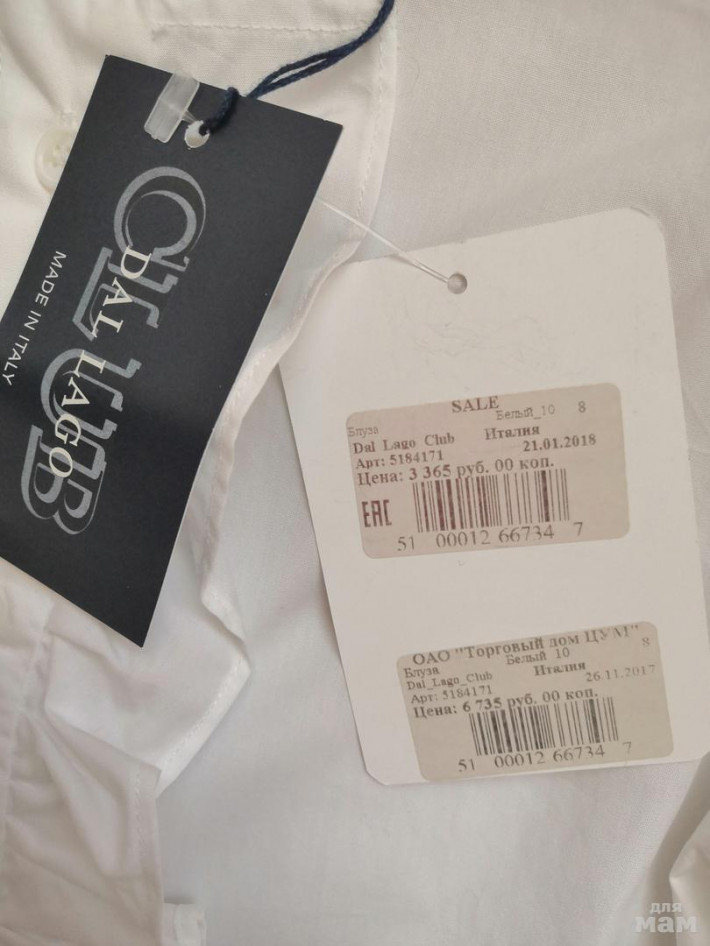 CLUB
DAL LAGO
MADE IN ITALY
SALE
Блуза Белый_10 8
Dal Lago Club Италия
Арт: 5184171 21.01.2018
Цена: 3 365 руб. 00 коп.
EAC
51 00012 66734 7
ОАО "Торговый дом ЦУМ"
Блуза Белый 10 8
Dal_Lago_Club Италия
Арт: 5184171 26.11.2017
Цена: 6 735 руб. 00 коп.
51 00012 66734 7
для
мам